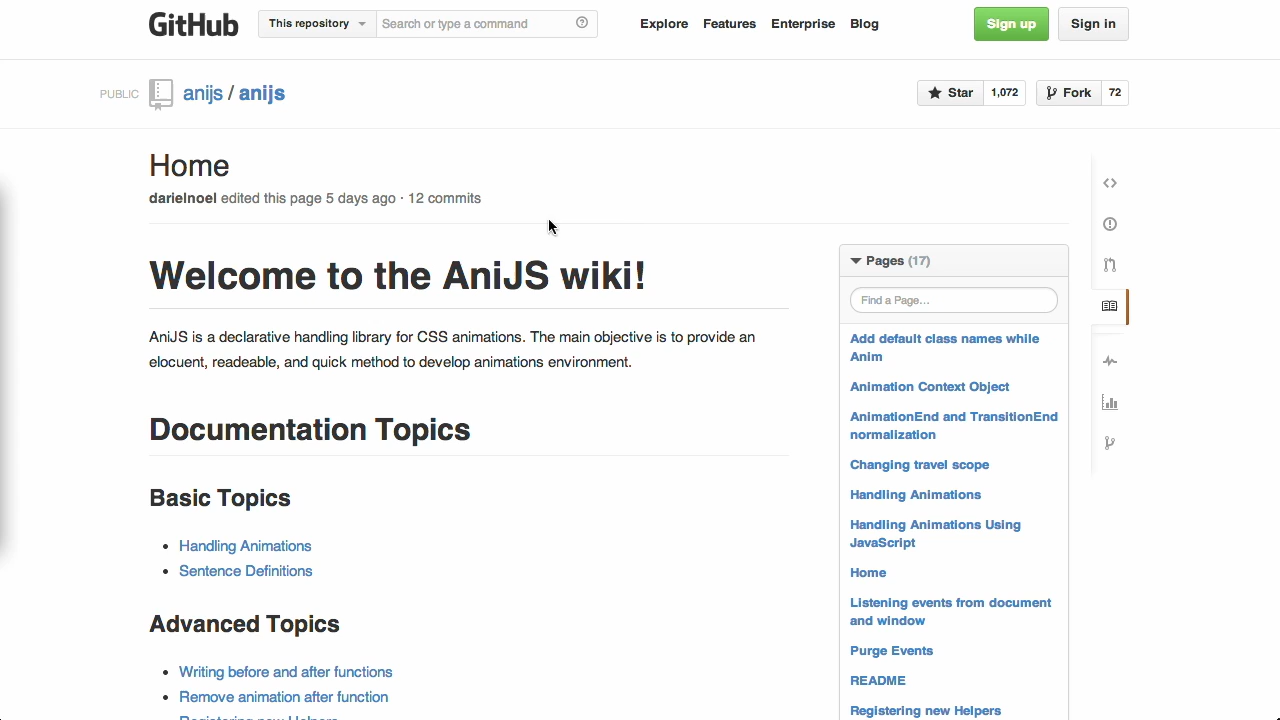 GitHub This repository Search or type a command Explore Features Enterprise Blog Sign up Sign in
PUBLIC anijs / anijs Star 1,072 Fork 72
Home
darielnoel edited this page 5 days ago · 12 commits
Welcome to the AniJS wiki!
AniJS is a declarative handling library for CSS animations. The main objective is to provide an
elocuent, readeable, and quick method to develop animations environment.
Documentation Topics
Basic Topics
Handling Animations
Sentence Definitions
Advanced Topics
Writing before and after functions
Remove animation after function
Registering new Helpers
Pages (17)
Find a Page...
Add default class names while
Anim
Animation Context Object
AnimationEnd and TransitionEnd
normalization
Changing travel scope
Handling Animations
Handling Animations Using
JavaScript
Home
Listening events from document
and window
Purge Events
README
Registering new Helpers